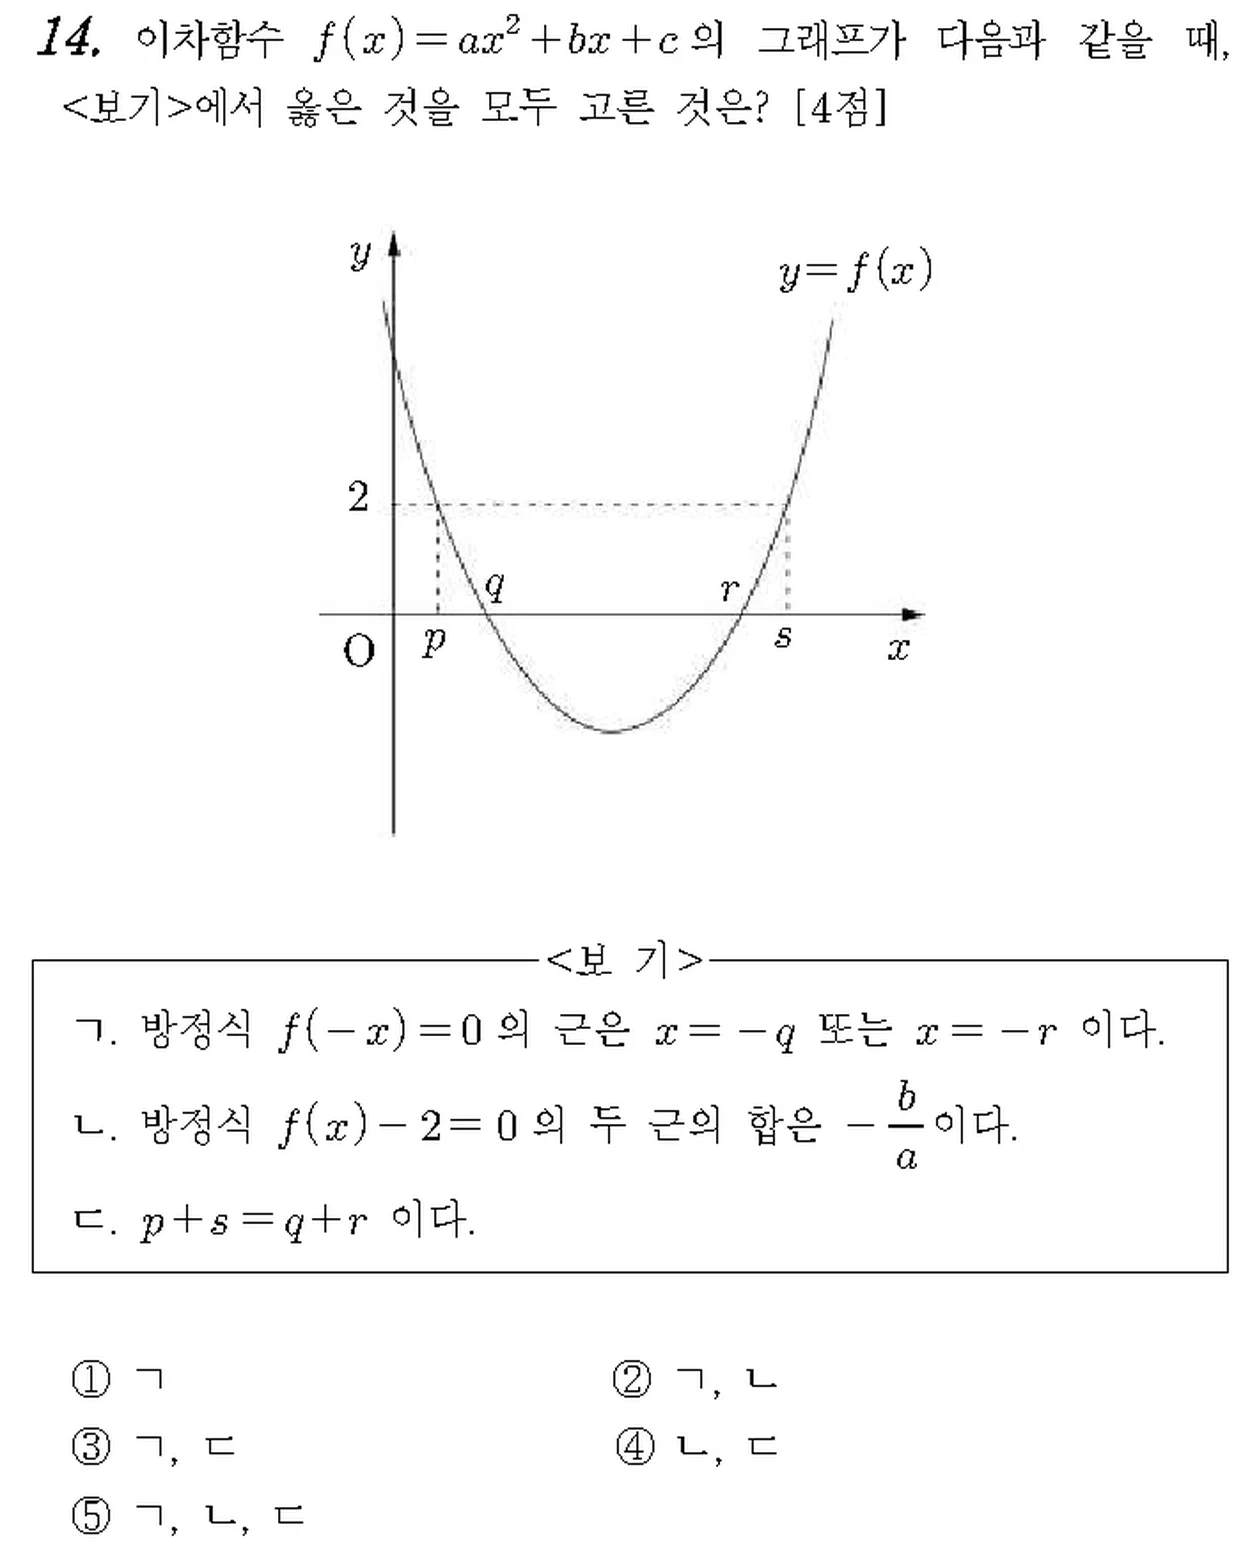 14. 이차함수 f(x)=ax²+bx+c의 그래프가 다음과 같을 때,
<보기>에서 옳은 것을 모두 고른 것은? [4점]
y
y=f(x)
2
q
r
O
p
s
x
<보 기>
ㄱ. 방정식 f(-x)=0의 근은 x=-q 또는 x=-r 이다.
ㄴ. 방정식 f(x)-2=0의 두 근의 합은 -b/a이다.
ㄷ. p+s=q+r 이다.
① ㄱ ② ㄱ, ㄴ
③ ㄱ, ㄷ ④ ㄴ, ㄷ
⑤ ㄱ, ㄴ, ㄷ